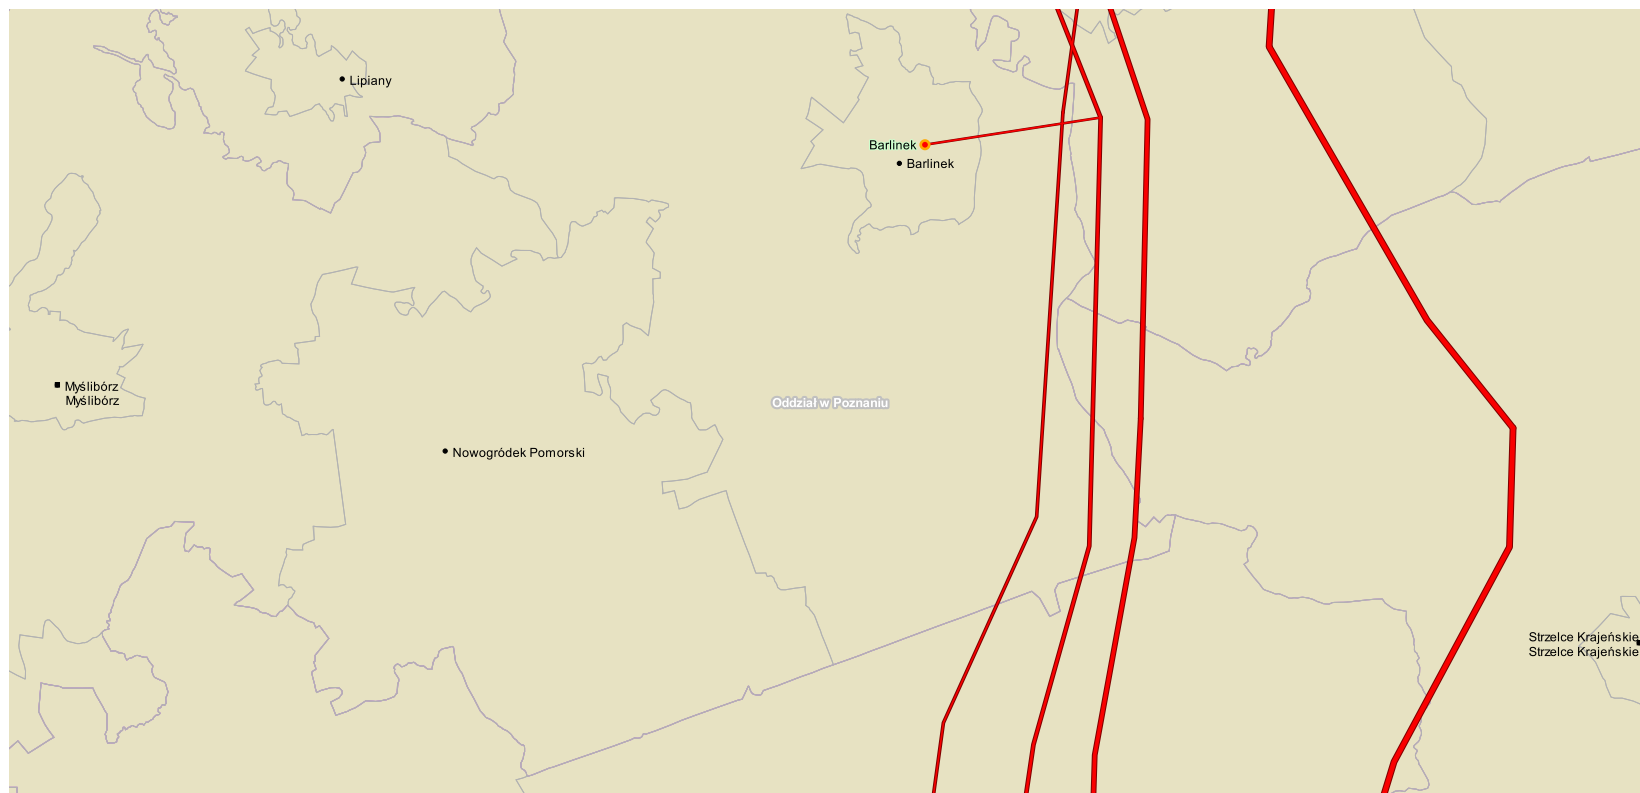 Lipiany
Barlinek
Barlinek
Myślibórz
Myślibórz
Oddział w Poznaniu
Nowogródek Pomorski
Strzelce Krajeńskie
Strzelce Krajeńskie